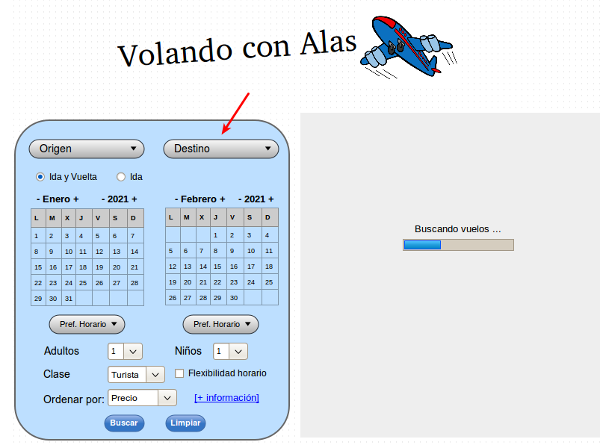 Volando con Alas
Origen Destino
Ida y Vuelta Ida
- Enero + - 2021 + - Febrero + - 2021 +
L M X J V S D L M X J V S D
1 2 3 4 5 6 7 1 2 3 4
8 9 10 11 12 13 14 5 6 7 8 9 10 11
15 16 17 18 19 20 21 12 13 14 15 16 17 18
22 23 24 25 26 27 28 19 20 21 22 23 24 25
29 30 31 26 27 28 29 30
Pref. Horario Pref. Horario
Adultos 1 Niños 1
Clase Turista Flexibilidad horario
Ordenar por: Precio [+ información]
Buscar Limpiar
Buscando vuelos ...